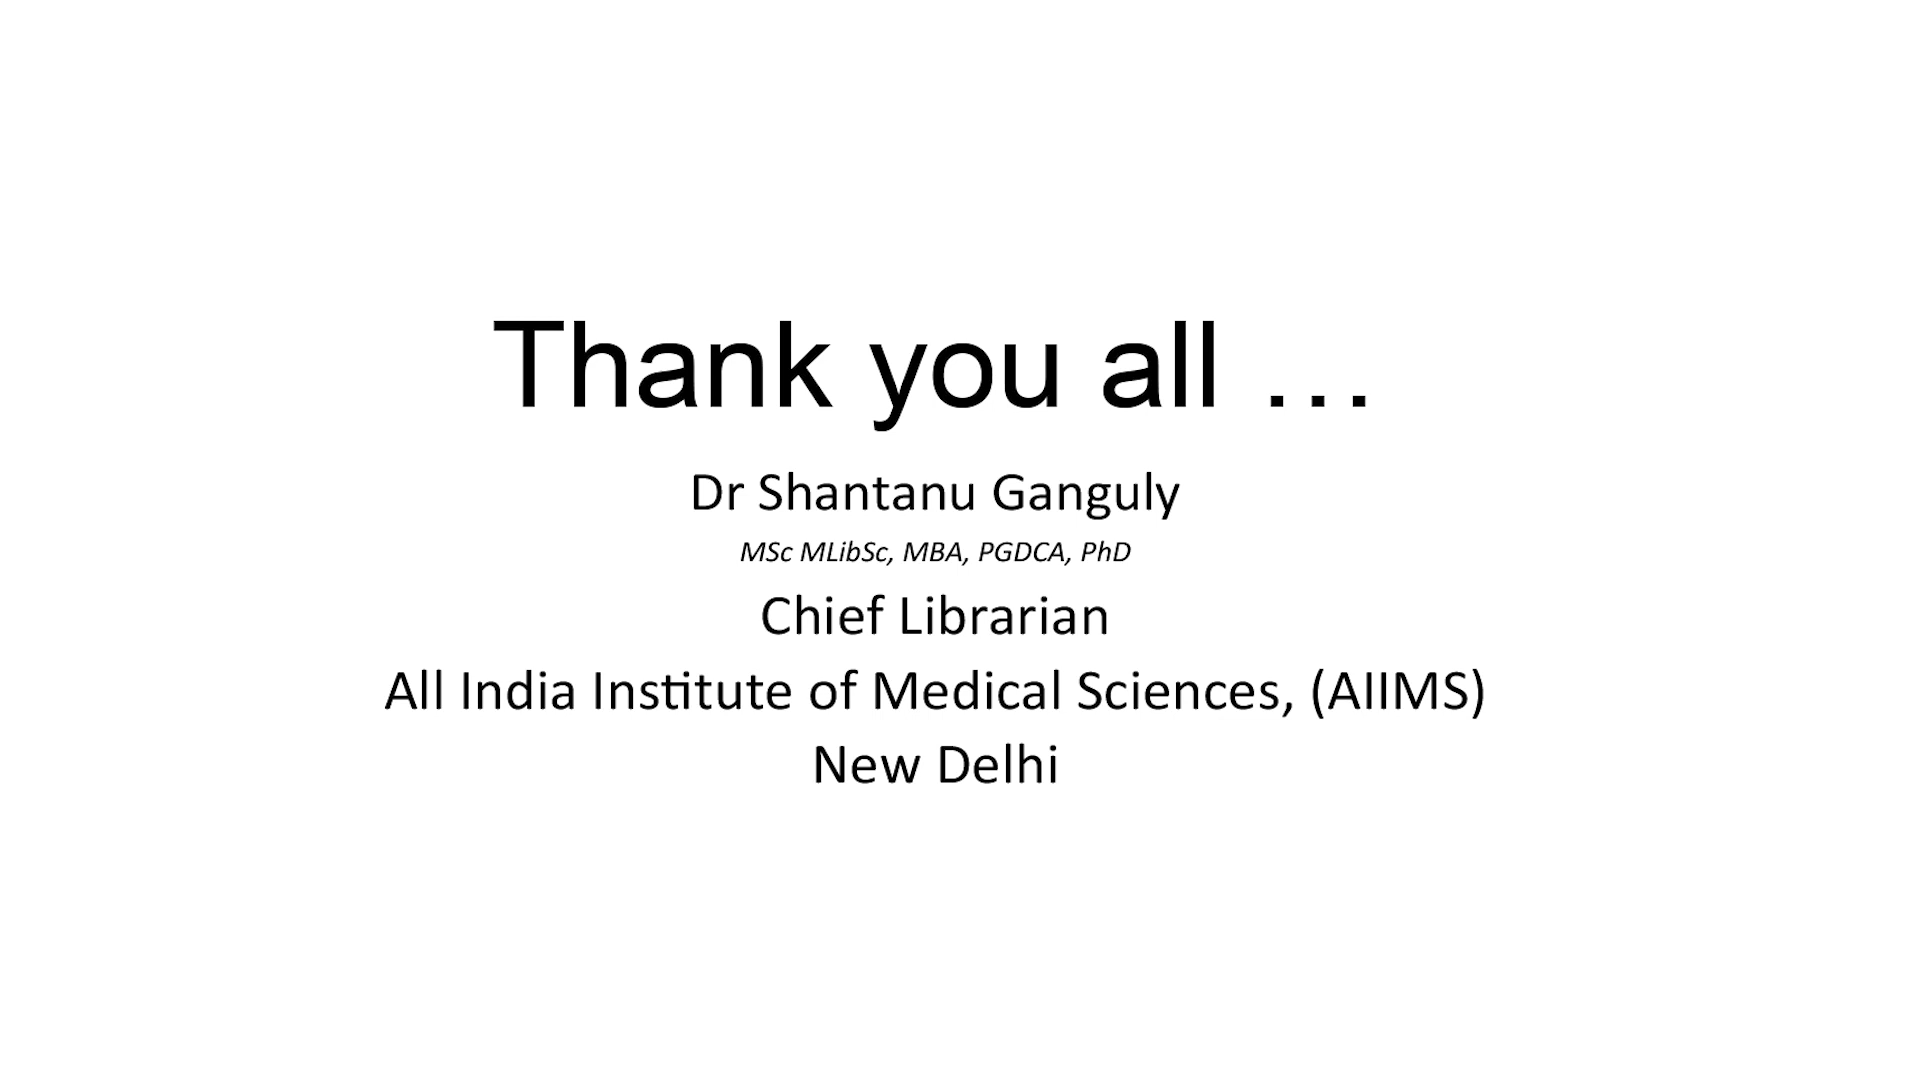 Thank you all …
Dr Shantanu Ganguly
MSc MLibSc, MBA, PGDCA, PhD
Chief Librarian
All India Institute of Medical Sciences, (AIIMS)
New Delhi